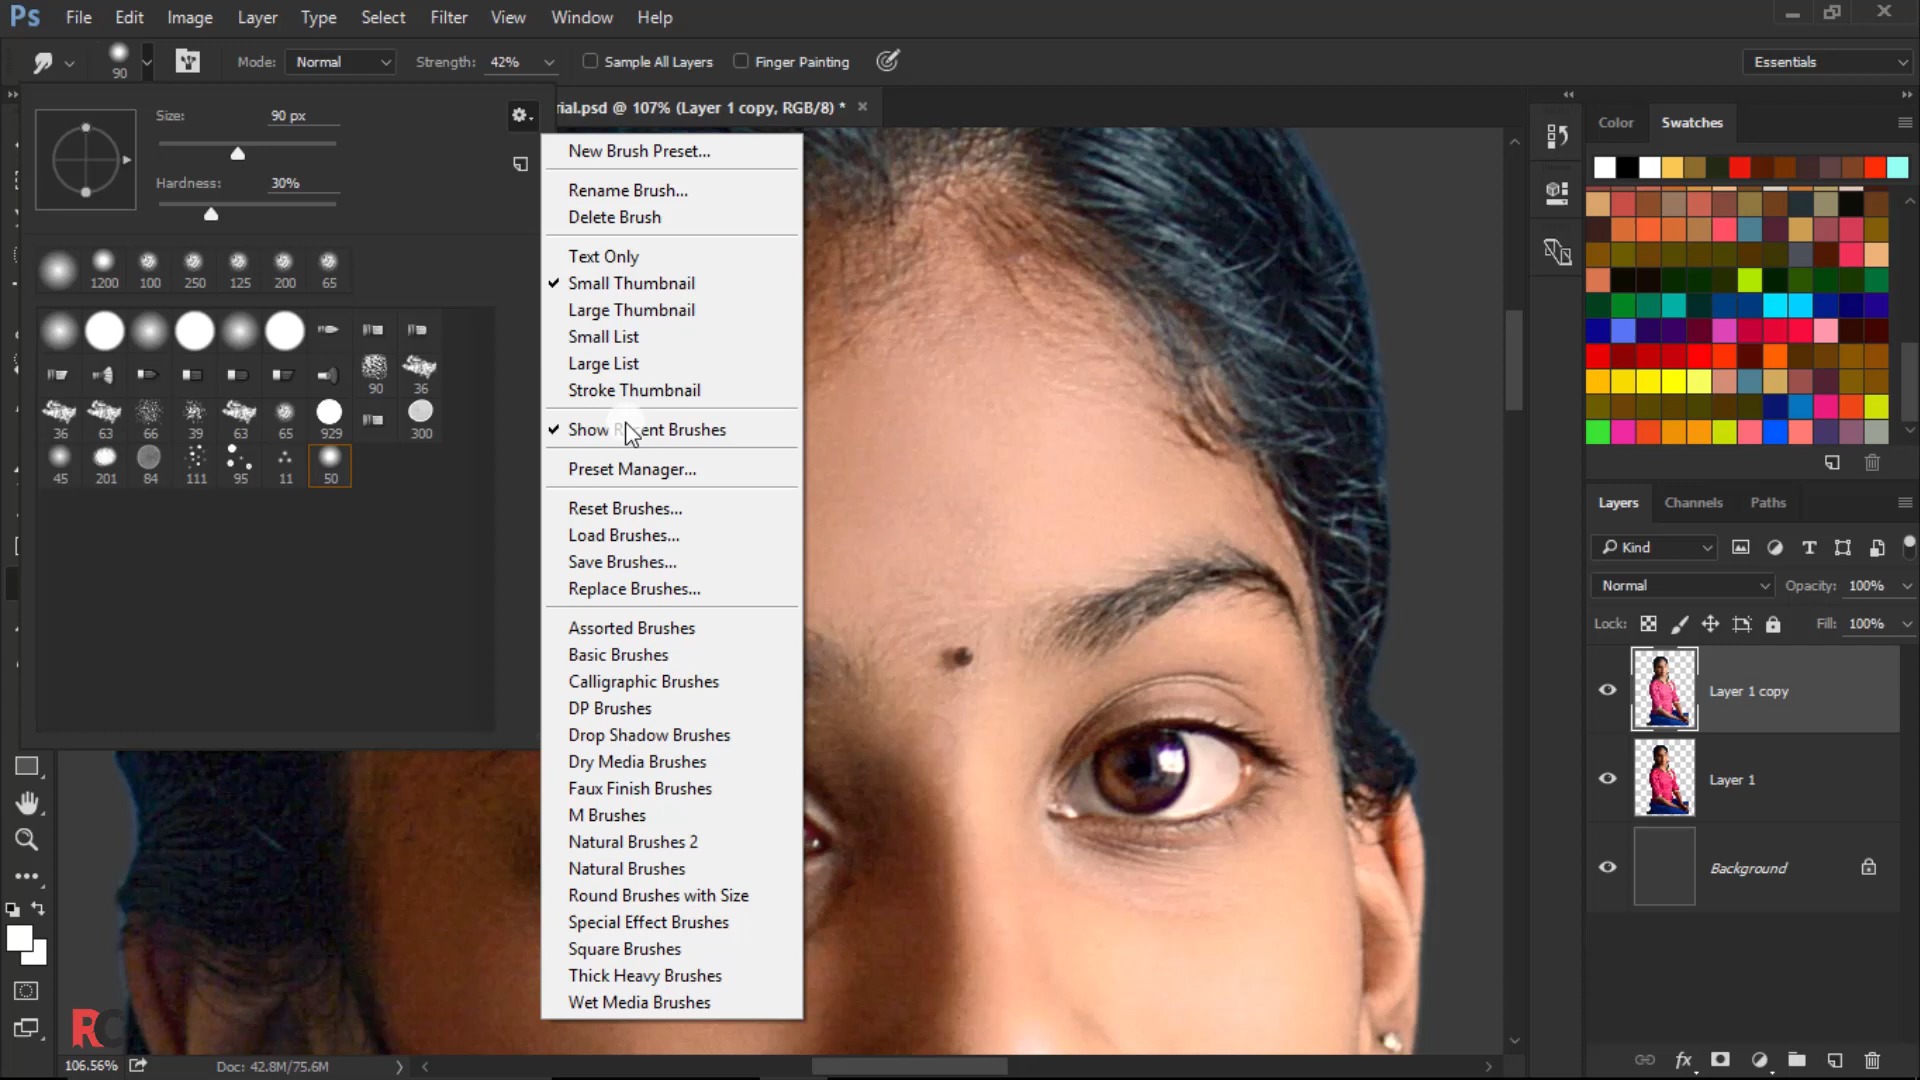 Ps File Edit Image Layer Type Select Filter View Window Help
90 Mode: Normal Strength: 42% Sample All Layers Finger Painting Essentials
rial.psd @ 107% (Layer 1 copy, RGB/8) *
Size: 90 px
Hardness: 30%
1200 100 250 125 200 65
90 36
36 63 66 39 63 65 929 300
45 201 84 111 95 11 50
New Brush Preset...
Rename Brush...
Delete Brush
Text Only
Small Thumbnail
Large Thumbnail
Small List
Large List
Stroke Thumbnail
Show Recent Brushes
Preset Manager...
Reset Brushes...
Load Brushes...
Save Brushes...
Replace Brushes...
Assorted Brushes
Basic Brushes
Calligraphic Brushes
DP Brushes
Drop Shadow Brushes
Dry Media Brushes
Faux Finish Brushes
M Brushes
Natural Brushes 2
Natural Brushes
Round Brushes with Size
Special Effect Brushes
Square Brushes
Thick Heavy Brushes
Wet Media Brushes
Color Swatches
Layers Channels Paths
Kind
Normal Opacity: 100%
Lock: Fill: 100%
Layer 1 copy
Layer 1
Background
fx
RC
106.56% Doc: 42.8M/75.6M